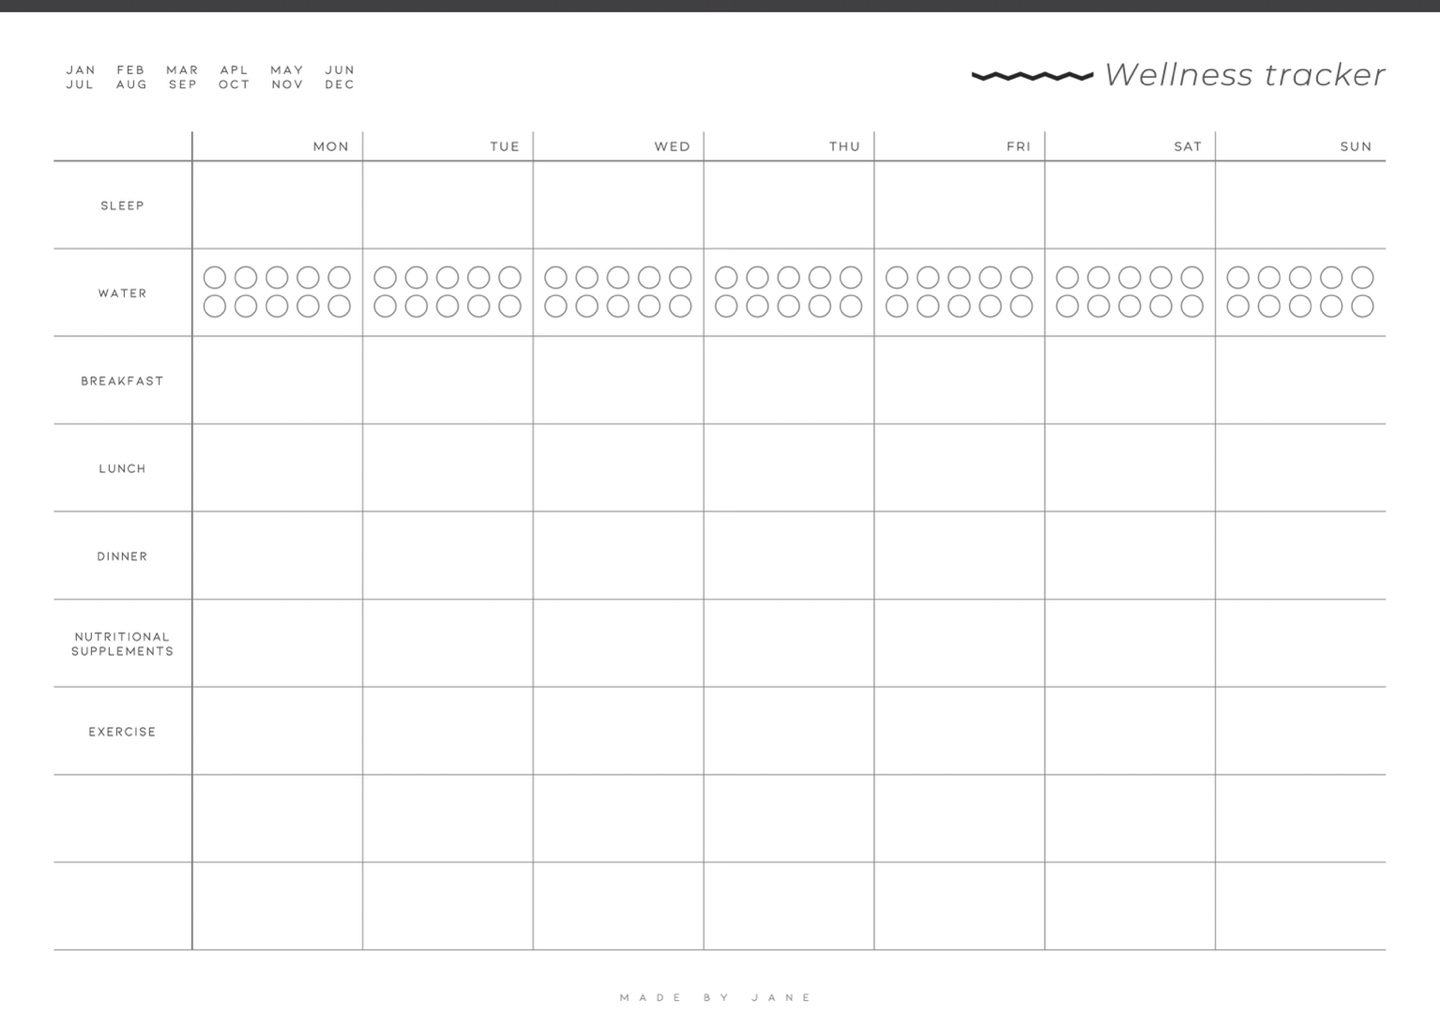 JAN FEB MAR APL MAY JUN
JUL AUG SEP OCT NOV DEC
Wellness tracker
MON TUE WED THU FRI SAT SUN
SLEEP
WATER
BREAKFAST
LUNCH
DINNER
NUTRITIONAL
SUPPLEMENTS
EXERCISE
MADE BY JANE